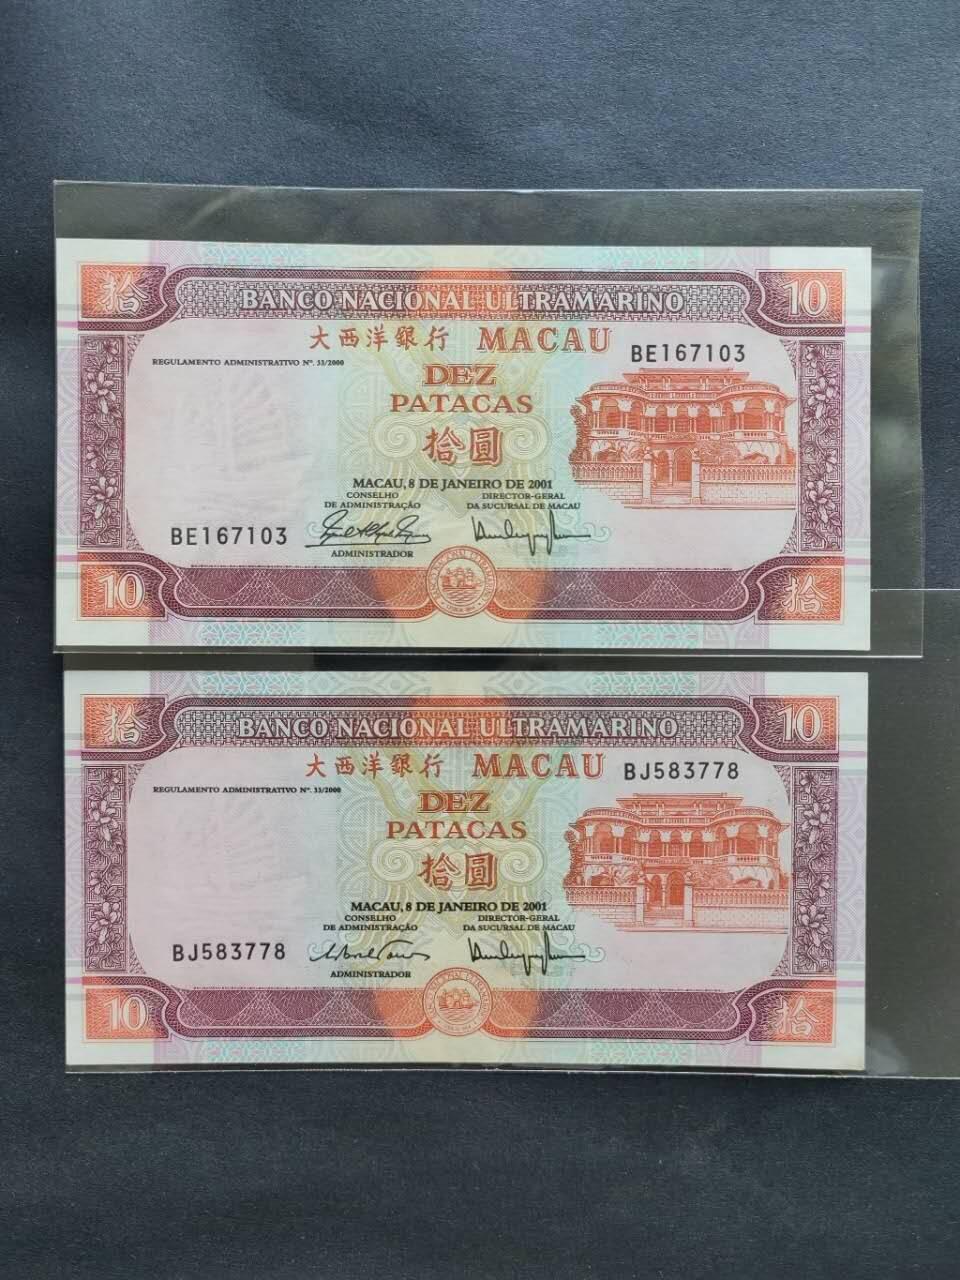 拾 BANCO NACIONAL ULTRAMARINO 10
大西洋銀行 MACAU BE167103
REGULAMENTO ADMINISTRATIVO Nº. 33/2000
DEZ
PATACAS
拾圓
MACAU, 8 DE JANEIRO DE 2001
CONSELHO DIRECTOR-GERAL
DE ADMINISTRAÇÃO DA SUCURSAL DE MACAU
BE167103
ADMINISTRADOR
10 拾
拾 BANCO NACIONAL ULTRAMARINO 10
大西洋銀行 MACAU BJ583778
REGULAMENTO ADMINISTRATIVO Nº. 33/2000
DEZ
PATACAS
拾圓
MACAU, 8 DE JANEIRO DE 2001
CONSELHO DIRECTOR-GERAL
DE ADMINISTRAÇÃO DA SUCURSAL DE MACAU
BJ583778
ADMINISTRADOR
10 拾